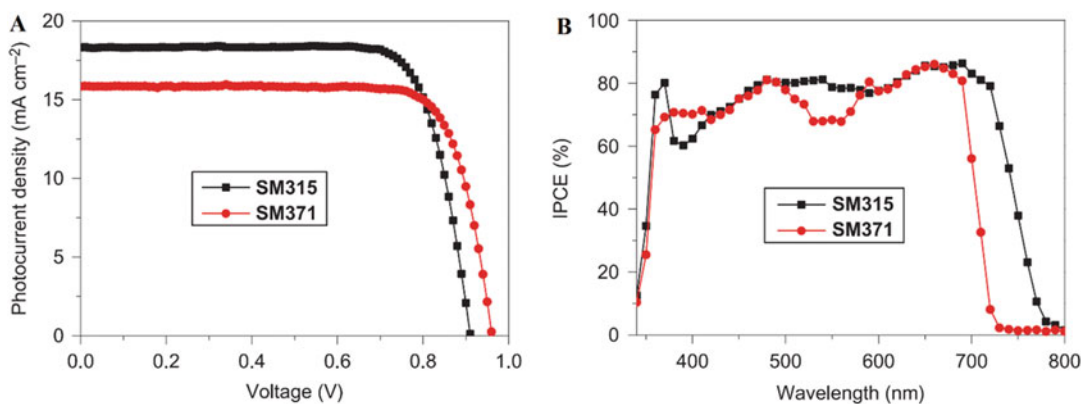 A
Photocurrent density (mA cm⁻²)
20
15
10
5
0
SM315
SM371
0.0 0.2 0.4 0.6 0.8 1.0
Voltage (V)
B
IPCE (%)
100
80
60
40
20
0
SM315
SM371
400 500 600 700 800
Wavelength (nm)